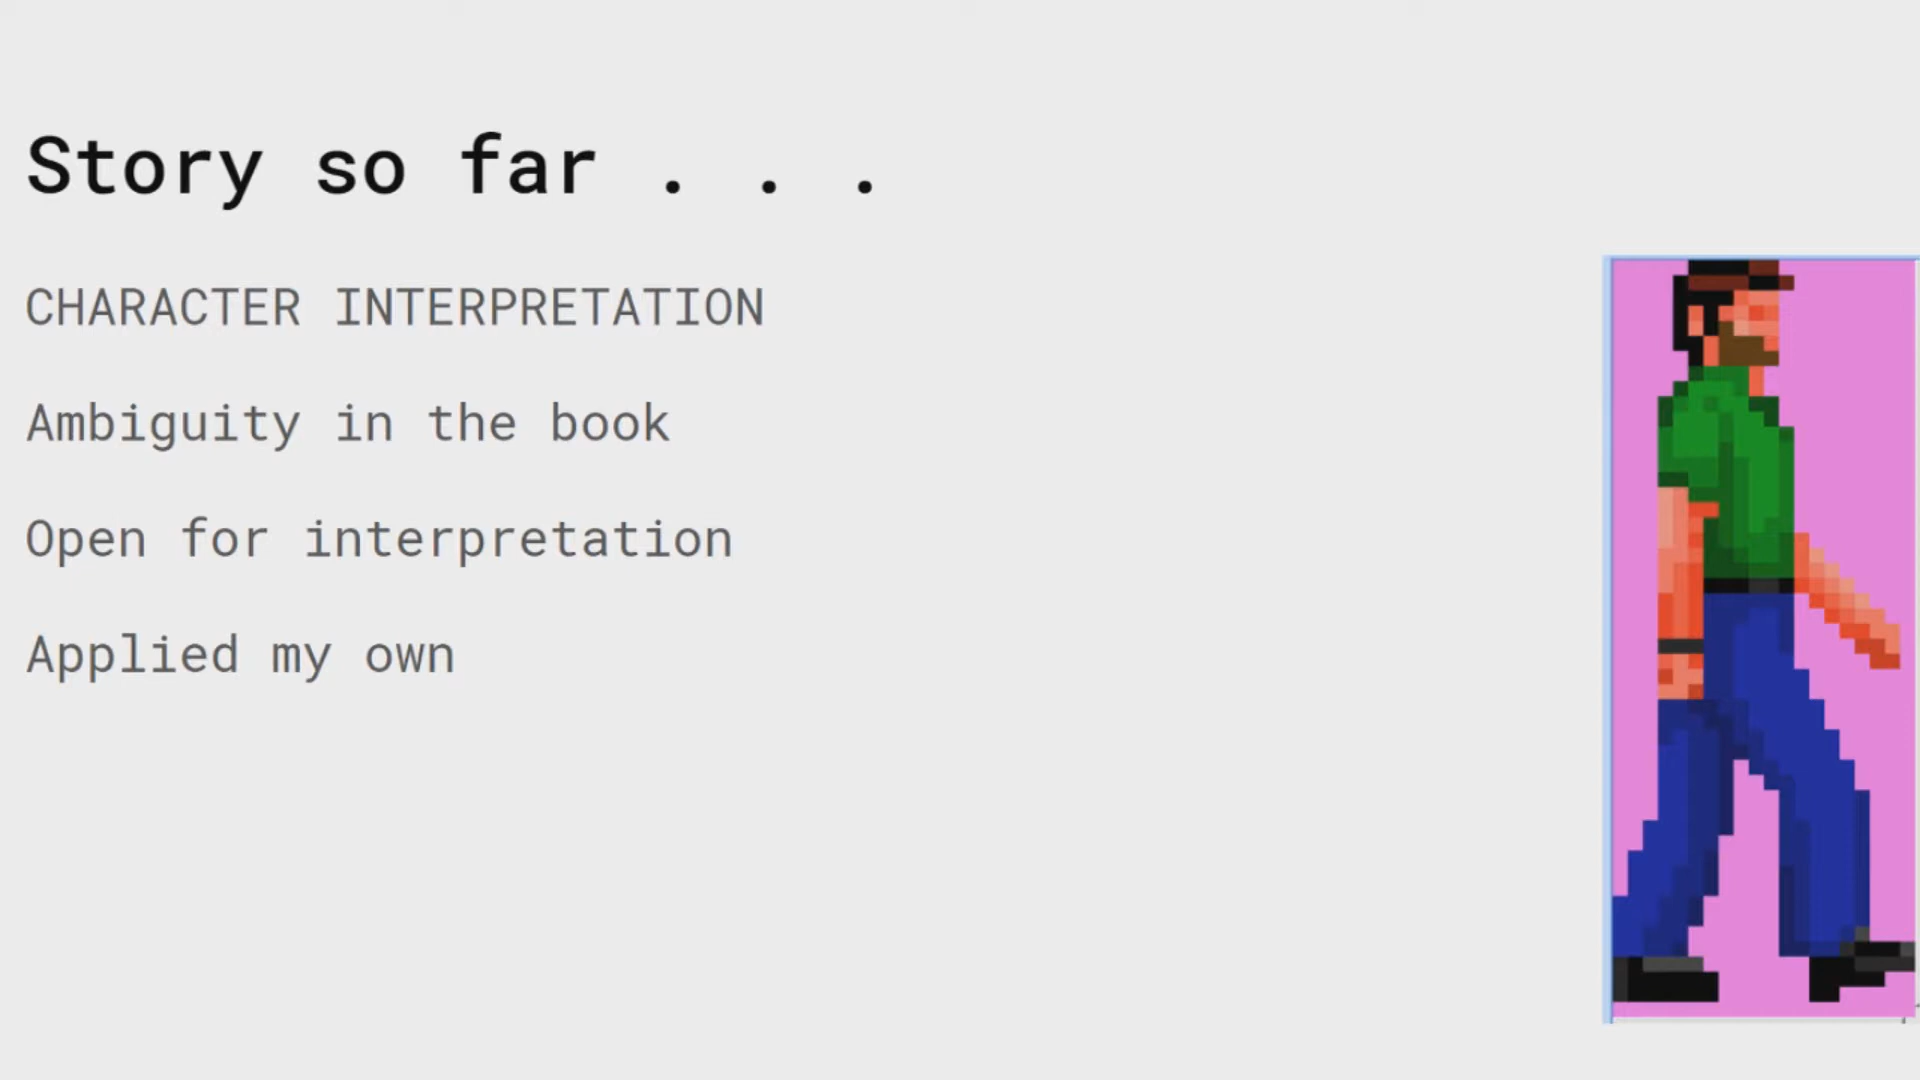 Story so far . . .
CHARACTER INTERPRETATION
Ambiguity in the book
Open for interpretation
Applied my own